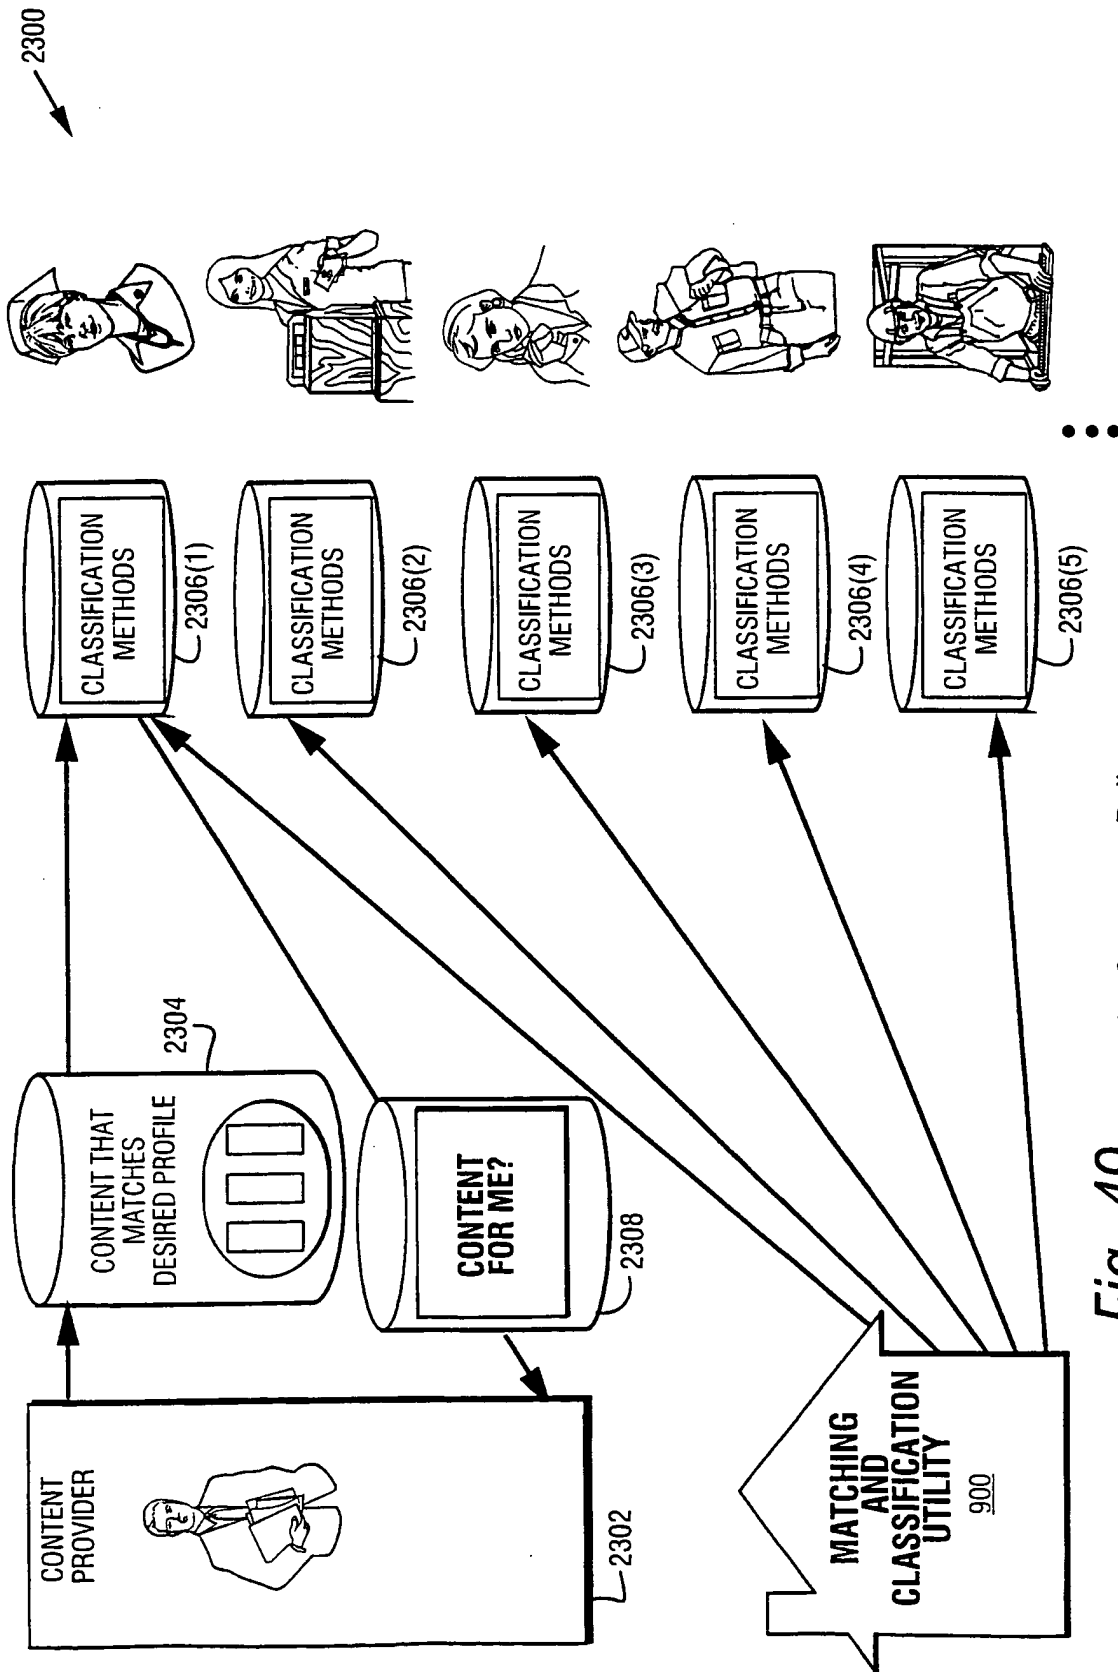 2300
CONTENT
PROVIDER
2302
CONTENT THAT
MATCHES
DESIRED PROFILE
2304
CONTENT
FOR ME?
2308
CLASSIFICATION
METHODS
2306(1)
CLASSIFICATION
METHODS
2306(2)
CLASSIFICATION
METHODS
2306(3)
CLASSIFICATION
METHODS
2306(4)
CLASSIFICATION
METHODS
2306(5)
MATCHING
AND
CLASSIFICATION
UTILITY
900